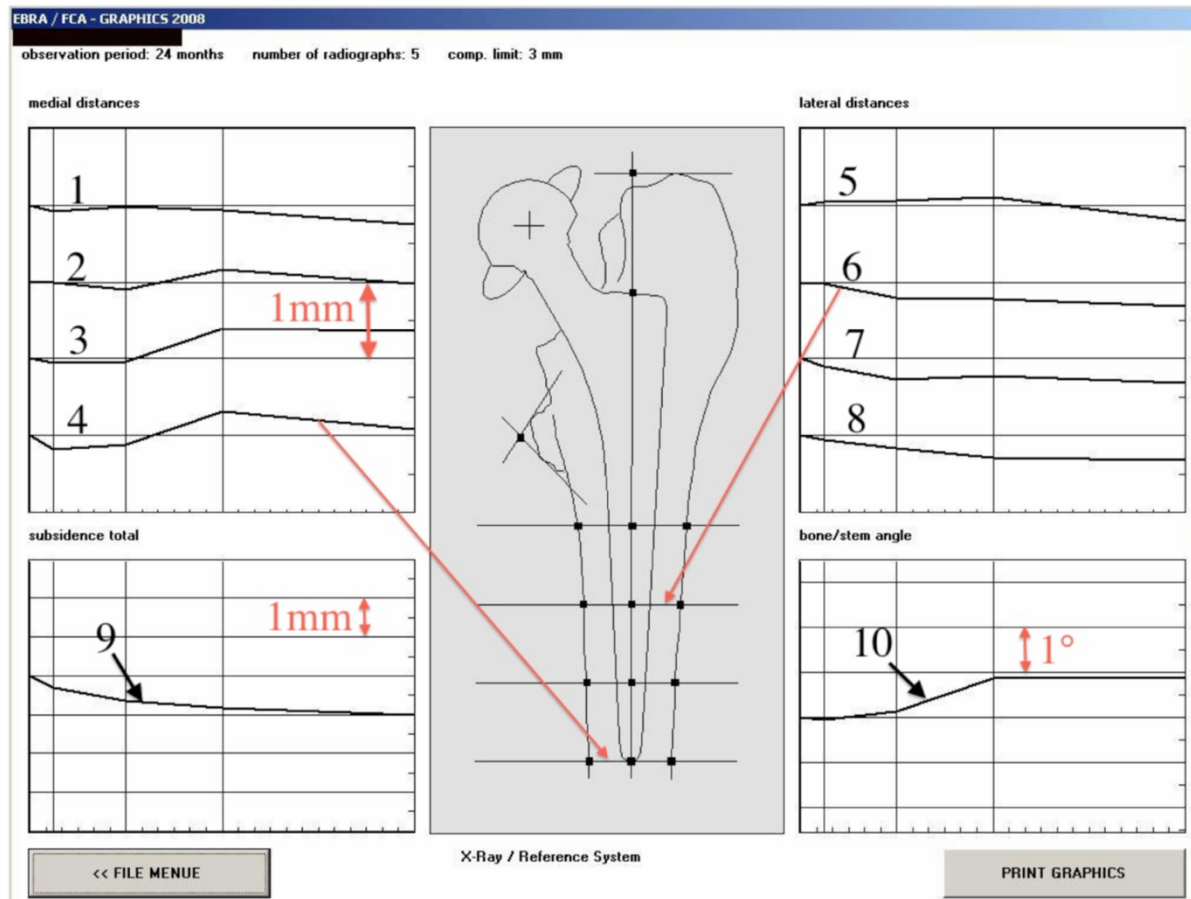 EBRA / FCA - GRAPHICS 2008
observation period: 24 months number of radiographs: 5 comp. limit: 3 mm
medial distances
lateral distances
1
2
1mm
3
4
5
6
7
8
subsidence total
bone/stem angle
1mm
9
10
1°
<< FILE MENUE
X-Ray / Reference System
PRINT GRAPHICS